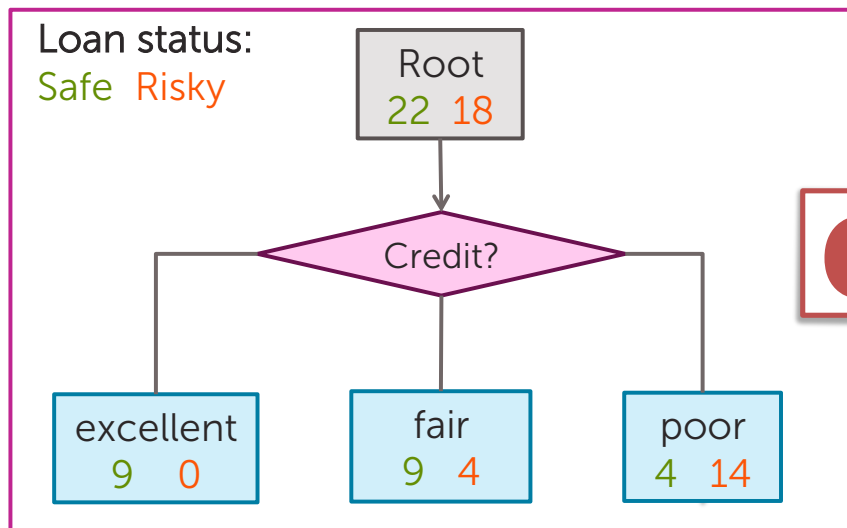 Loan status:
Safe Risky
Root
22 18
Credit?
excellent
9 0
fair
9 4
poor
4 14